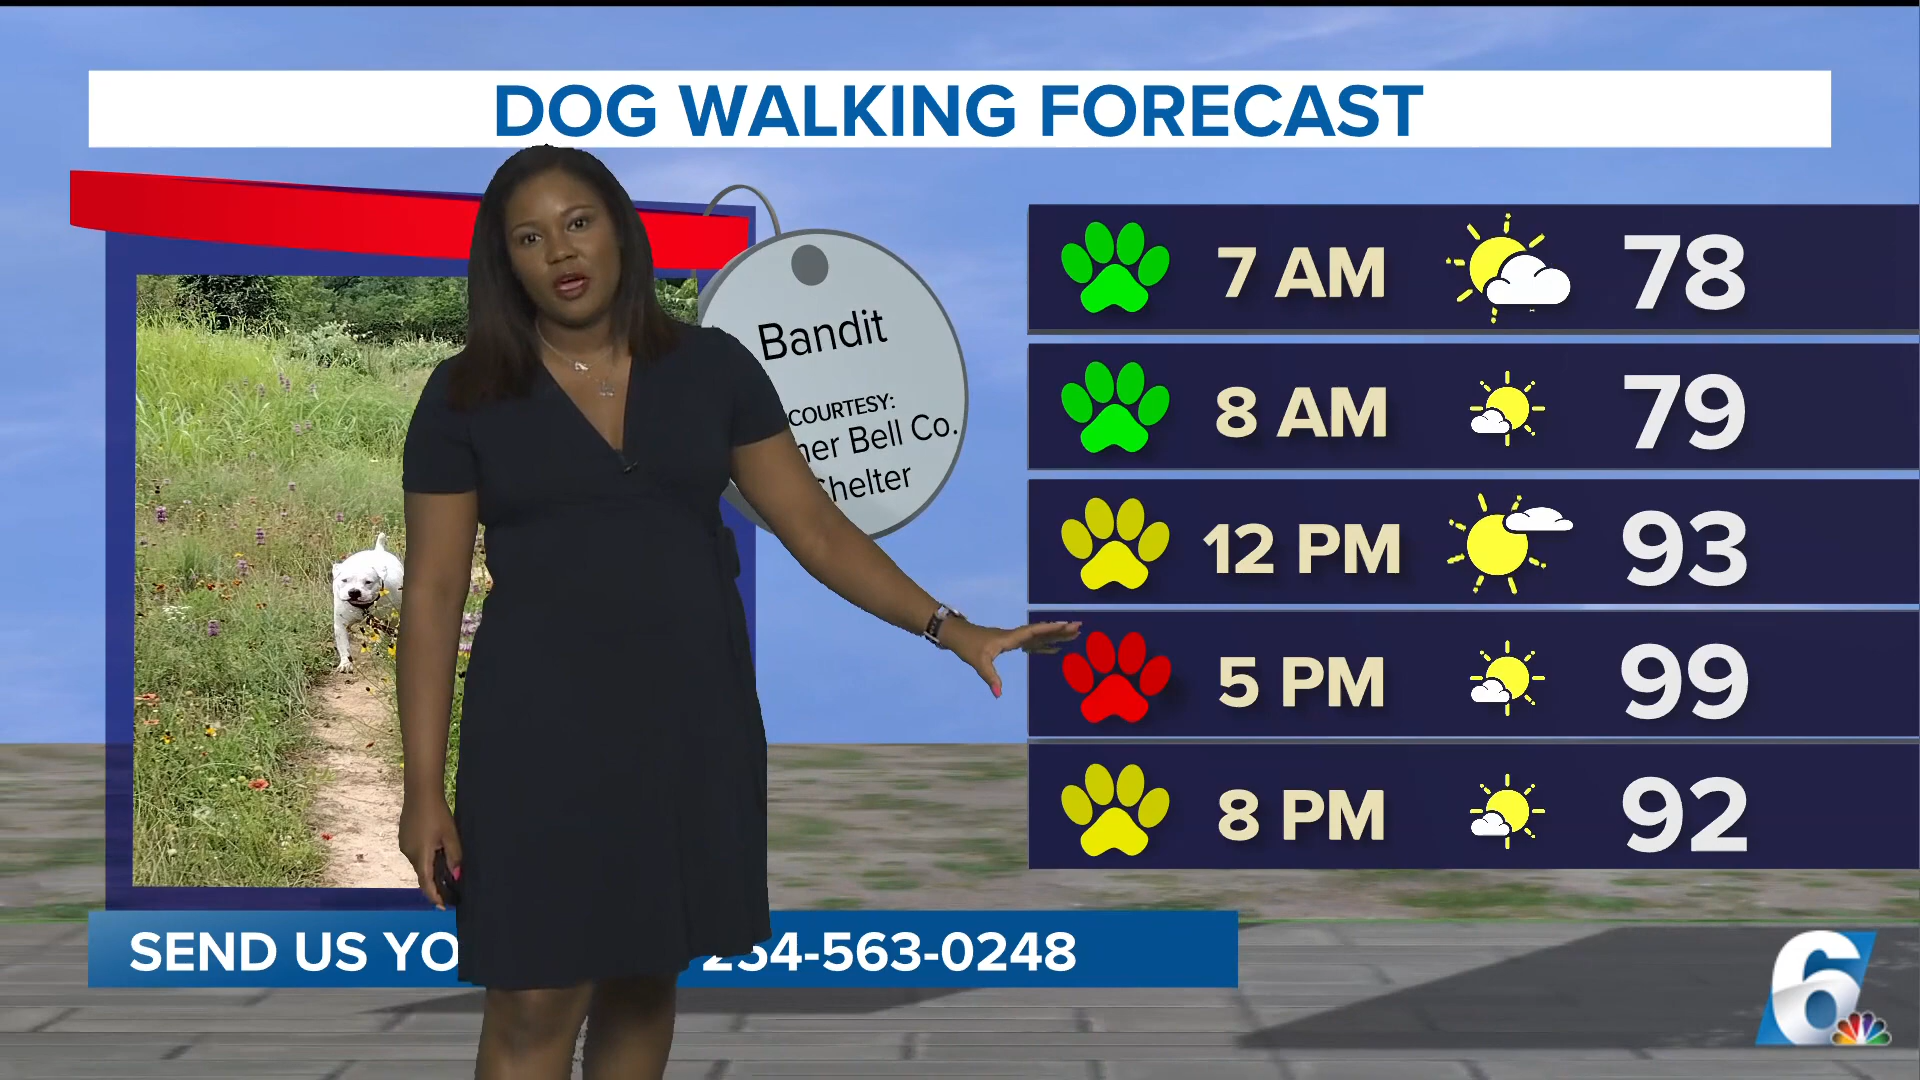 DOG WALKING FORECAST
Bandit
COURTESY:
Bell Co.
7 AM 78
8 AM 79
12 PM 93
5 PM 99
8 PM 92
SEND US 254-563-0248
6